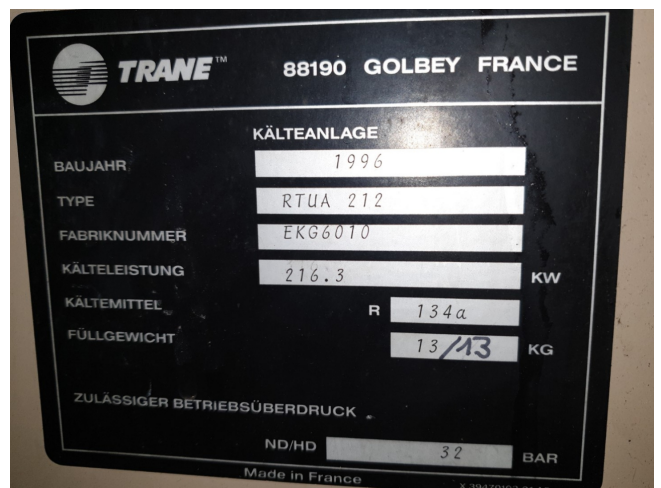 TRANE™ 88190 GOLBEY FRANCE
KÄLTEANLAGE
BAUJAHR 1996
TYPE RTUA 212
FABRIKNUMMER EKG6010
KÄLTELEISTUNG 216.3 KW
KÄLTEMITTEL R 134a
FÜLLGEWICHT 13/13 KG
ZULÄSSIGER BETRIEBSÜBERDRUCK
ND/HD 32 BAR
Made in France